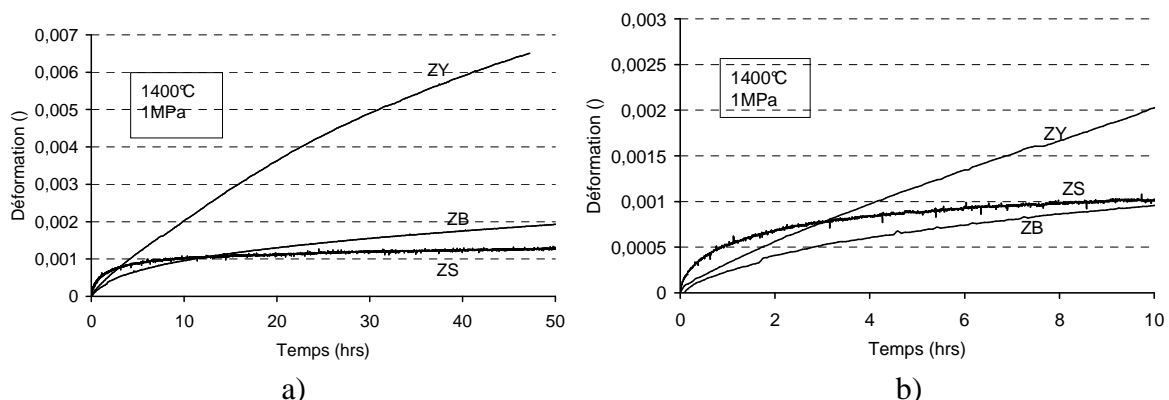 0,007
0,006
0,005
0,004
0,003
0,002
0,001
0
Déformation ()
1400°C
1MPa
ZY
ZB
ZS
0 10 20 30 40 50
Temps (hrs)
a)
0,003
0,0025
0,002
0,0015
0,001
0,0005
0
Déformation ()
1400°C
1MPa
ZY
ZS
ZB
0 2 4 6 8 10
Temps (hrs)
b)